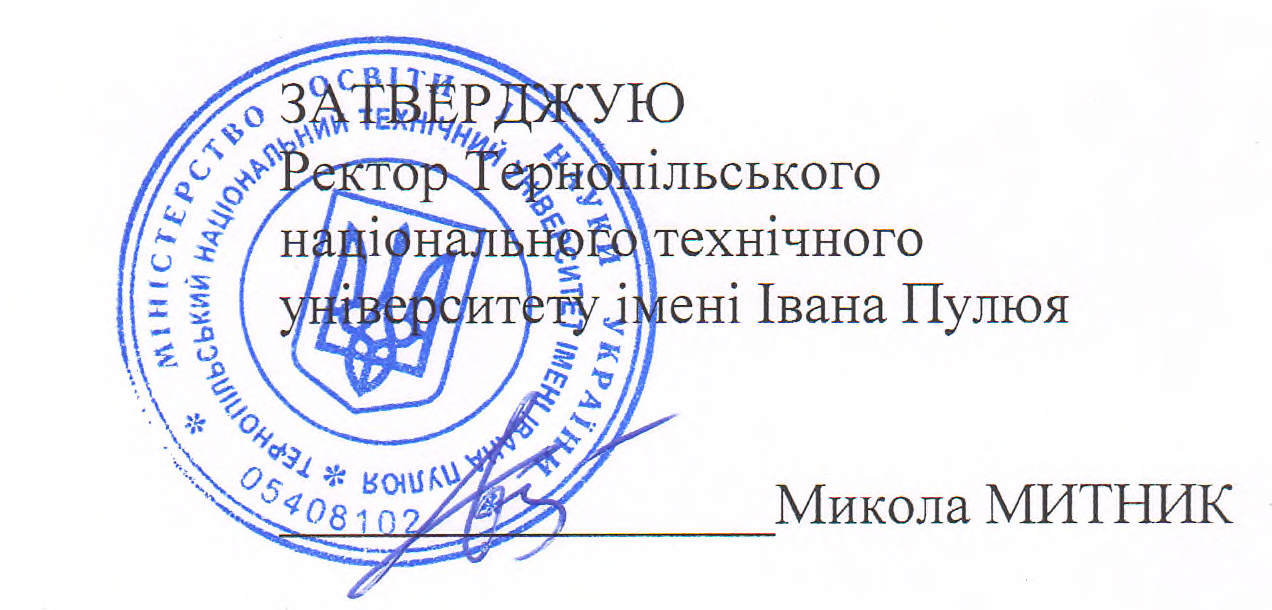 ЗАТВЕРДЖУЮ
Ректор Тернопільського
національного технічного
університету імені Івана Пулюя
Микола МИТНИК
МІНІСТЕРСТВО ОСВІТИ І НАУКИ УКРАЇНИ
ТЕРНОПІЛЬСЬКИЙ НАЦІОНАЛЬНИЙ ТЕХНІЧНИЙ УНІВЕРСИТЕТ ІМЕНІ ІВАНА ПУЛЮЯ
05408102